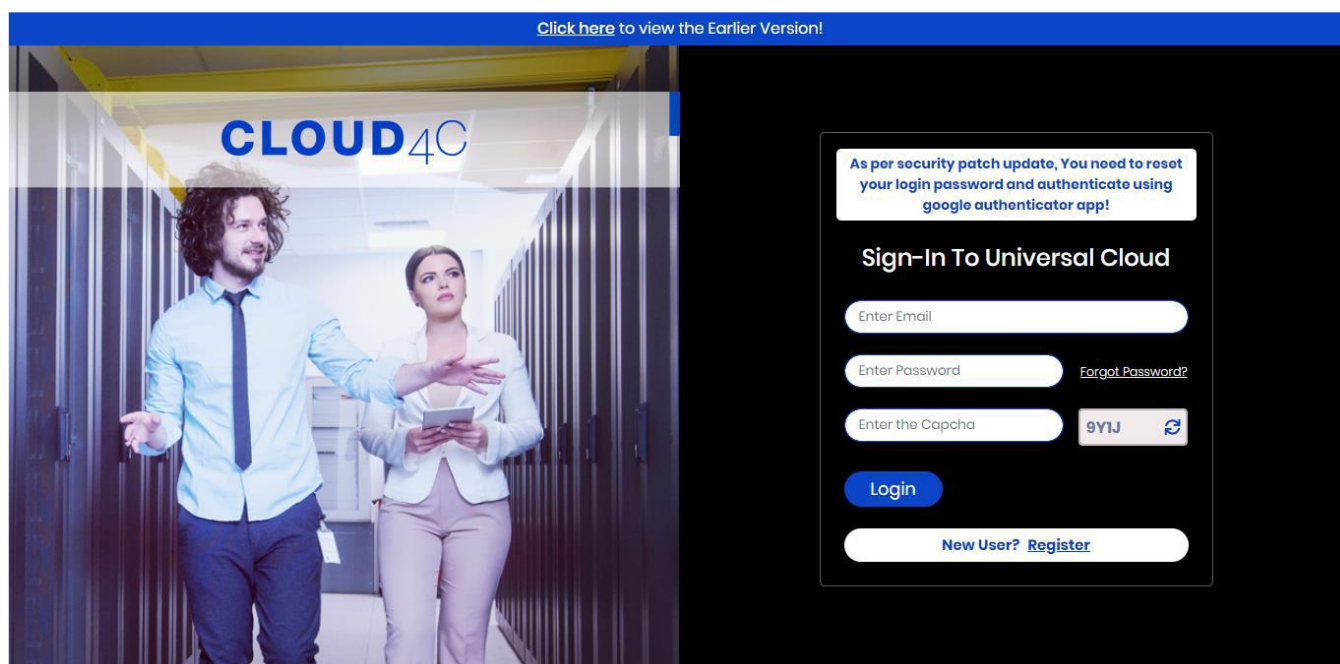 Click here to view the Earlier Version!
CLOUD4C
As per security patch update, You need to reset
your login password and authenticate using
google authenticator app!
Sign-In To Universal Cloud
Enter Email
Enter Password
Forgot Password?
Enter the Capcha
9Y1J
Login
New User? Register